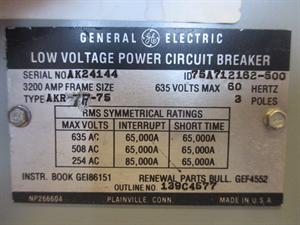 GENERAL GE ELECTRIC
LOW VOLTAGE POWER CIRCUIT BREAKER
SERIAL NO AK24144 ID 75A712162-500
3200 AMP FRAME SIZE 635 VOLTS MAX 60 HERTZ
TYPE AKR- -75 3 POLES
RMS SYMMETRICAL RATINGS
MAX VOLTS INTERRUPT SHORT TIME
635 AC 65,000A 65,000A
508 AC 65,000A 65,000A
254 AC 85,000A 65,000A
INSTR. BOOK GEI86151 RENEWAL PARTS BULL. GEF4552
OUTLINE NO. 139C4577
NP266604 PLAINVILLE CONN. MADE IN U.S.A.